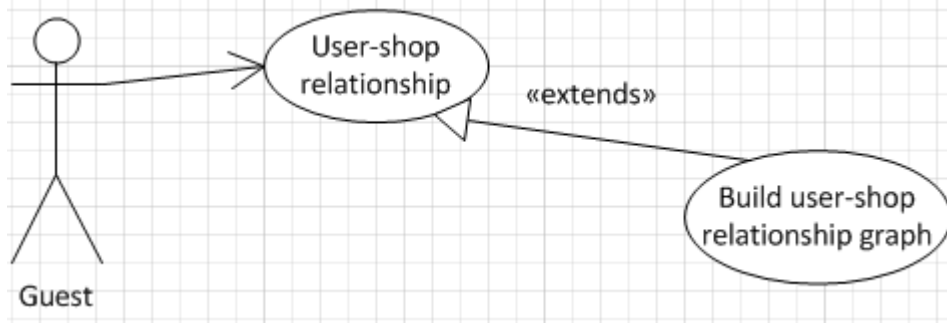 User-shop
relationship
«extends»
Build user-shop
relationship graph
Guest